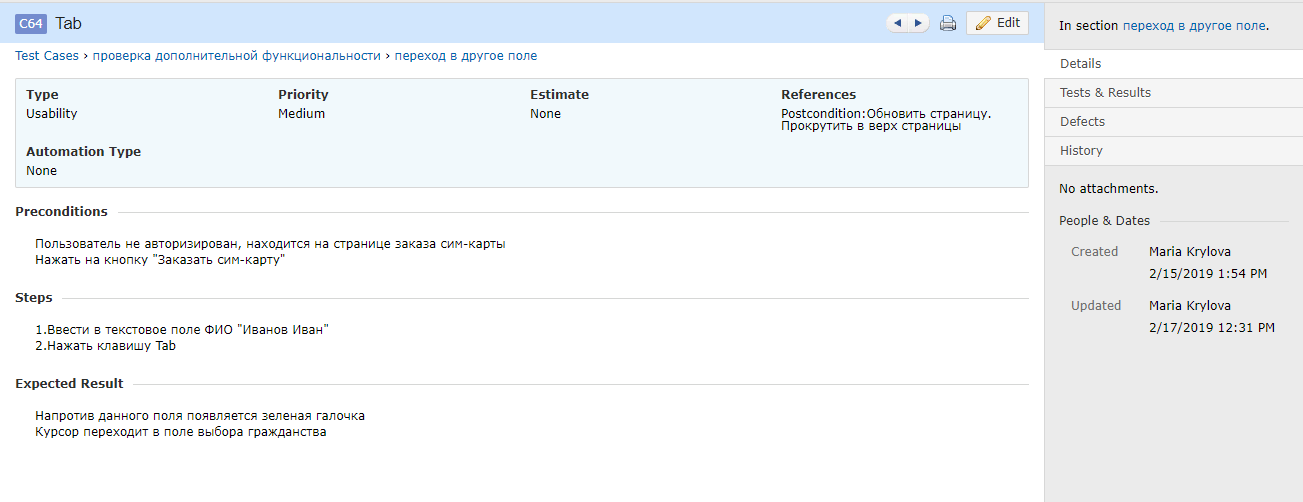 C64 Tab
Edit
Test Cases › проверка дополнительной функциональности › переход в другое поле
Type
Usability
Priority
Medium
Estimate
None
References
Postcondition:Обновить страницу.
Прокрутить в верх страницы
Automation Type
None
Preconditions
Пользователь не авторизирован, находится на странице заказа сим-карты
Нажать на кнопку "Заказать сим-карту"
Steps
1.Ввести в текстовое поле ФИО "Иванов Иван"
2.Нажать клавишу Tab
Expected Result
Напротив данного поля появляется зеленая галочка
Курсор переходит в поле выбора гражданства
In section переход в другое поле.
Details
Tests & Results
Defects
History
No attachments.
People & Dates
Created Maria Krylova
2/15/2019 1:54 PM
Updated Maria Krylova
2/17/2019 12:31 PM